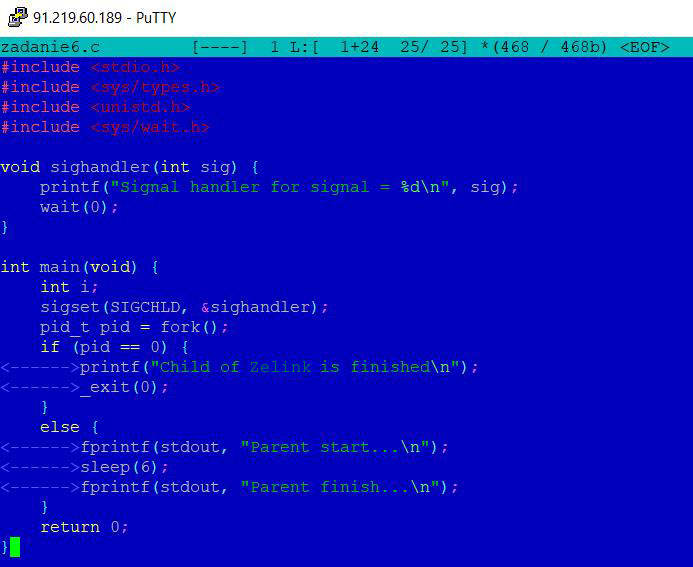 91.219.60.189 - PuTTY
zadanie6.c [----] 1 L:[ 1+24 25/ 25] *(468 / 468b) <EOF>
#include <stdio.h>
#include <sys/types.h>
#include <unistd.h>
#include <sys/wait.h>
void sighandler(int sig) {
printf("Signal handler for signal = %d\n", sig);
wait(0);
}
int main(void) {
int i;
sigset(SIGCHLD, &sighandler);
pid_t pid = fork();
if (pid == 0) {
<------>printf("Child of Zelink is finished\n");
<------>_exit(0);
}
else {
<------>fprintf(stdout, "Parent start...\n");
<------>sleep(6);
<------>fprintf(stdout, "Parent finish...\n");
}
return 0;
}